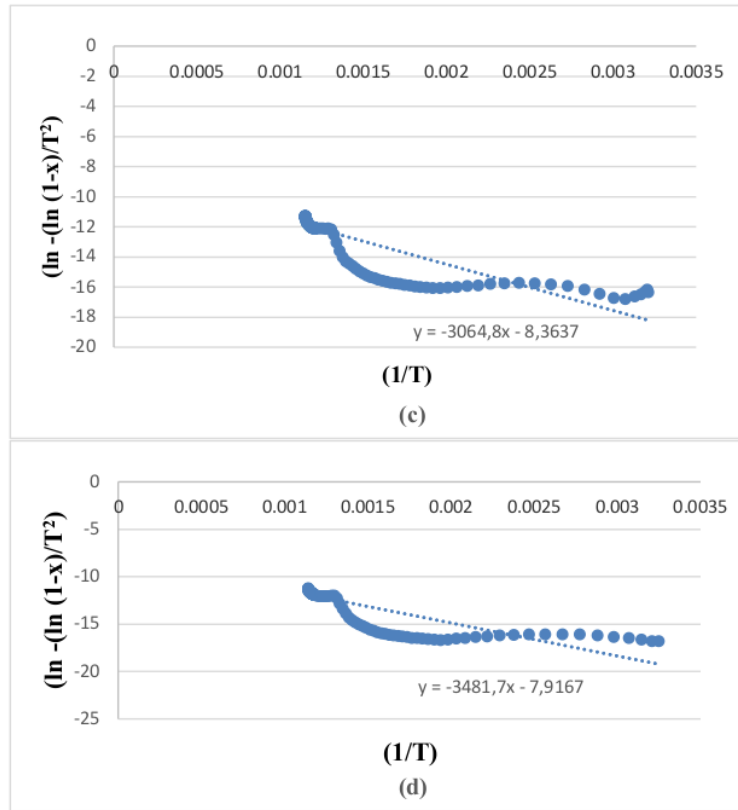 0
-2
-4
-6
-8
-10
-12
-14
-16
-18
-20
0 0.0005 0.001 0.0015 0.002 0.0025 0.003 0.0035
(ln -(ln (1-x)/T²)
y = -3064,8x - 8,3637
(1/T)
(c)
0
-5
-10
-15
-20
-25
0 0.0005 0.001 0.0015 0.002 0.0025 0.003 0.0035
(ln -(ln (1-x)/T²)
y = -3481,7x - 7,9167
(1/T)
(d)